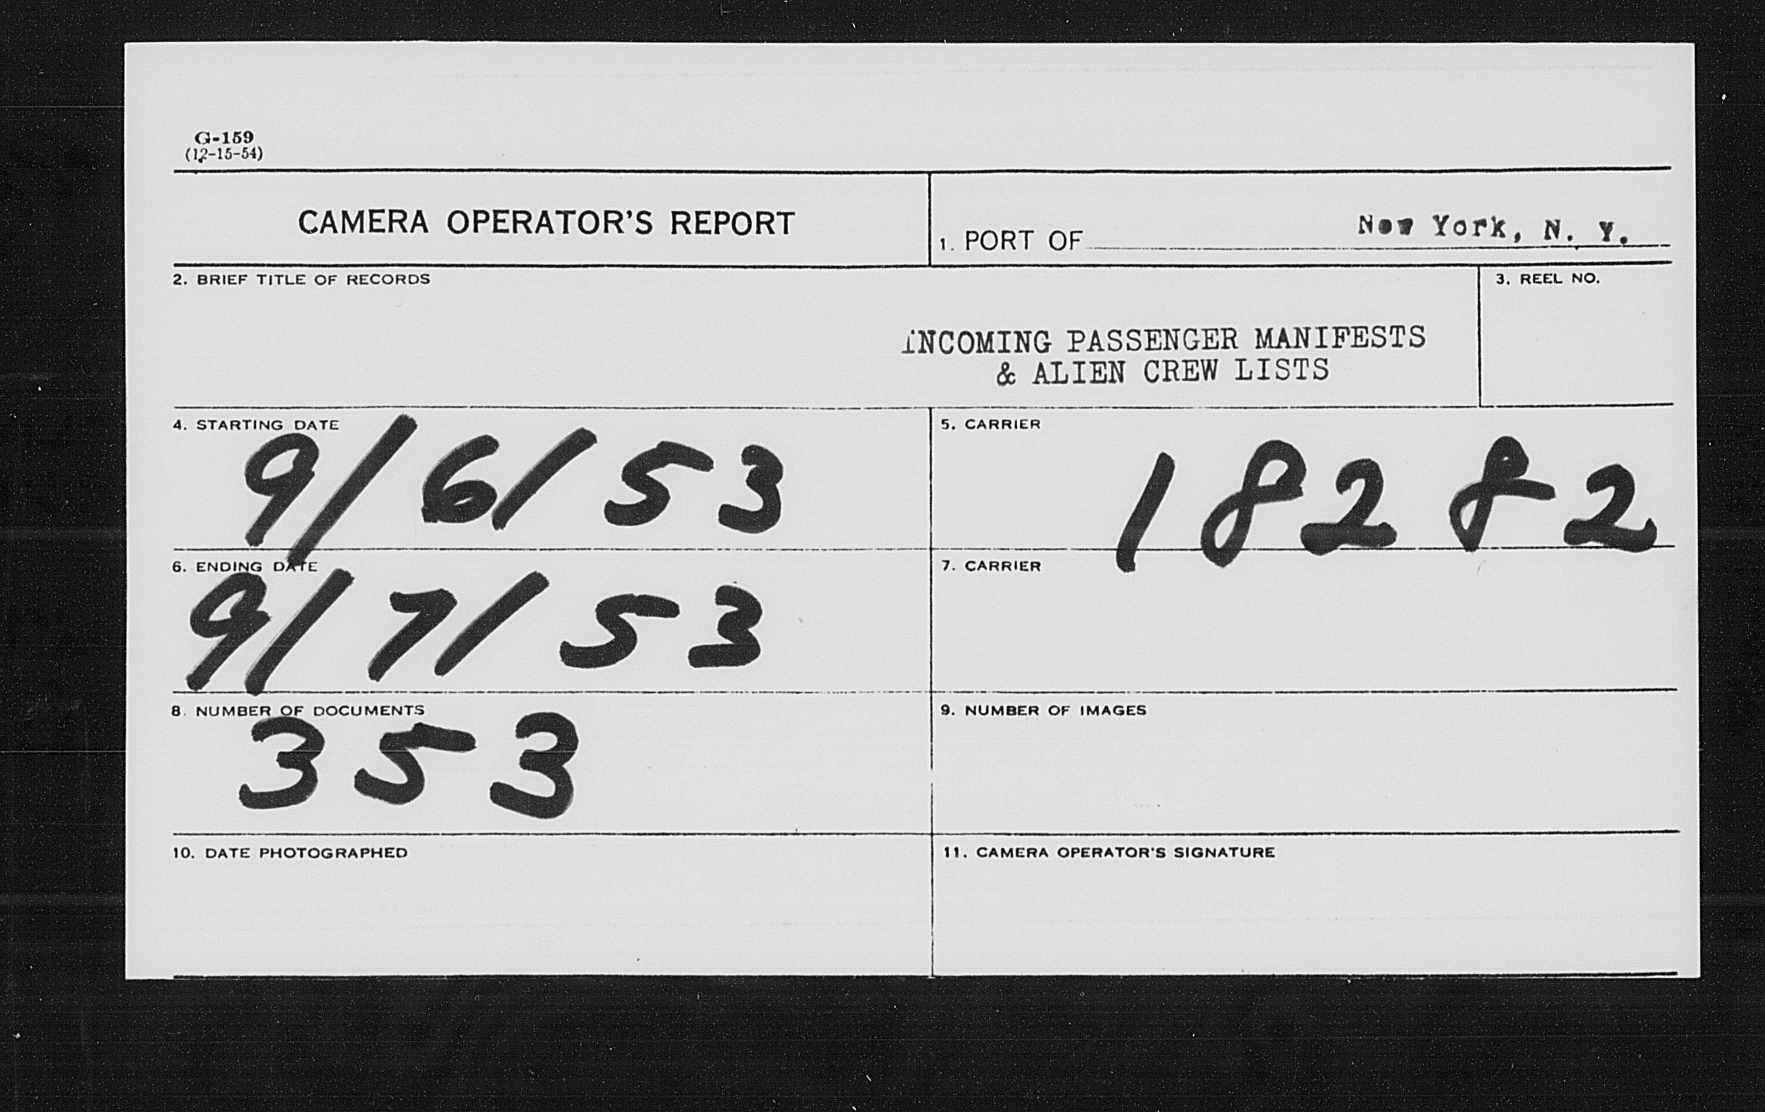 G-159
(12-15-54)
CAMERA OPERATOR'S REPORT
1. PORT OF New York, N. Y.
2. BRIEF TITLE OF RECORDS
3. REEL NO.
INCOMING PASSENGER MANIFESTS
& ALIEN CREW LISTS
4. STARTING DATE
9/6/53
5. CARRIER
18282
6. ENDING DATE
9/7/53
7. CARRIER
8. NUMBER OF DOCUMENTS
353
9. NUMBER OF IMAGES
10. DATE PHOTOGRAPHED
11. CAMERA OPERATOR'S SIGNATURE